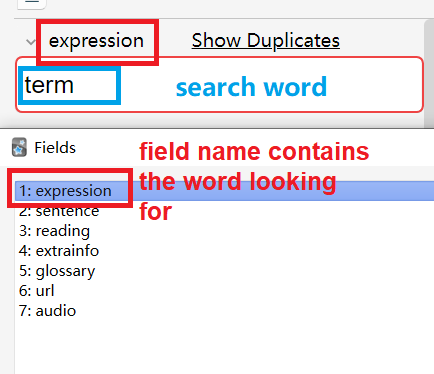 expression Show Duplicates
term search word
Fields
field name contains
the word looking
for
1: expression
2: sentence
3: reading
4: extrainfo
5: glossary
6: url
7: audio